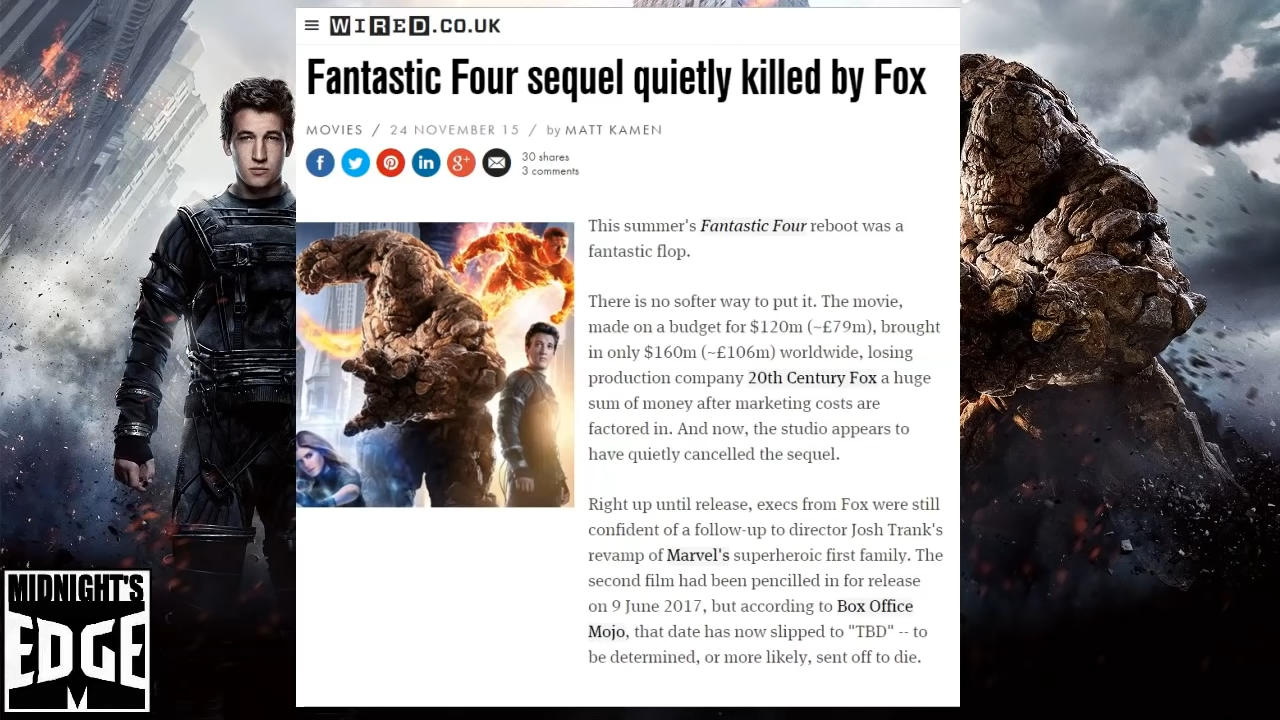 WIRED.CO.UK
Fantastic Four sequel quietly killed by Fox
MOVIES / 24 NOVEMBER 15 / by MATT KAMEN
f
in
g+
30 shares
3 comments
This summer's Fantastic Four reboot was a
fantastic flop.
There is no softer way to put it. The movie,
made on a budget for $120m (~£79m), brought
in only $160m (~£106m) worldwide, losing
production company 20th Century Fox a huge
sum of money after marketing costs are
factored in. And now, the studio appears to
have quietly cancelled the sequel.
Right up until release, execs from Fox were still
confident of a follow-up to director Josh Trank's
revamp of Marvel's superheroic first family. The
second film had been pencilled in for release
on 9 June 2017, but according to Box Office
Mojo, that date has now slipped to "TBD" -- to
be determined, or more likely, sent off to die.
MIDNIGHT'S
EDGE